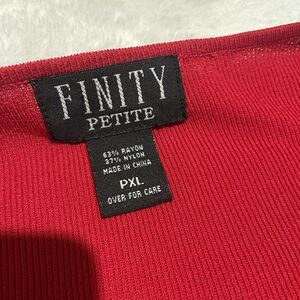 FINITY
PETITE
63% RAYON
37% NYLON
MADE IN CHINA
PXL
OVER FOR CARE